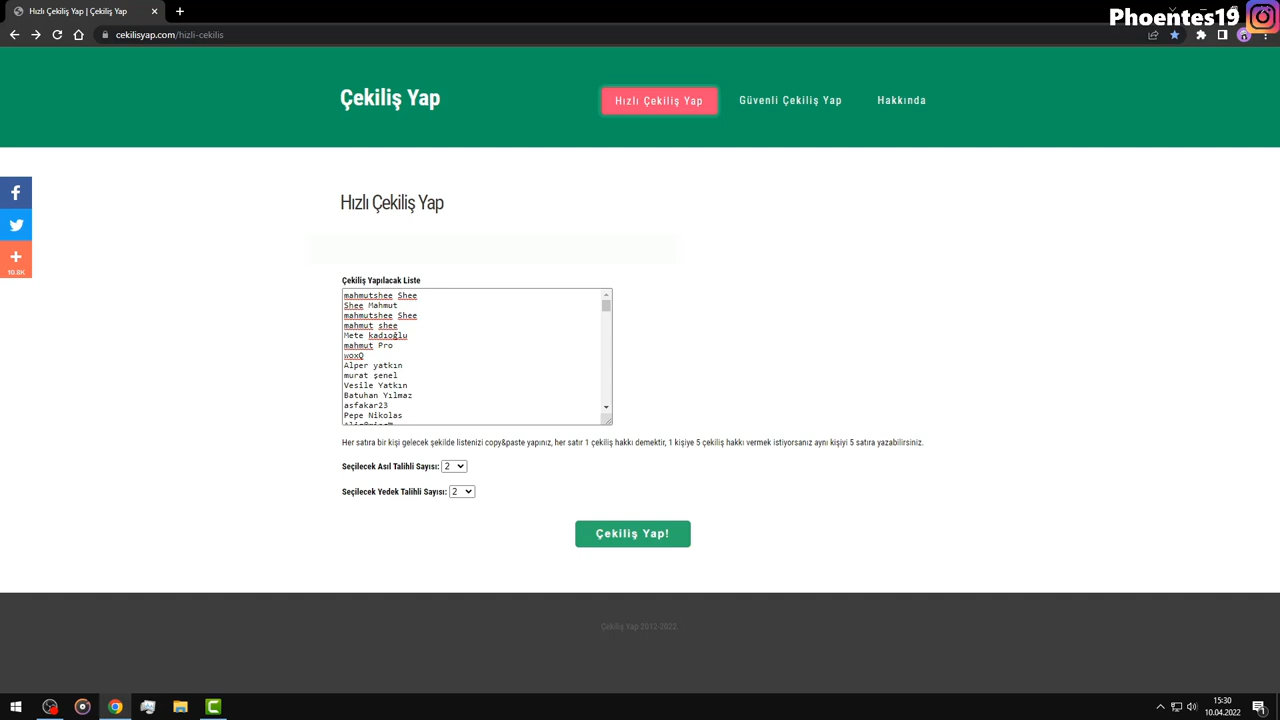 Hızlı Çekiliş Yap | Çekiliş Yap
Phoentes19
cekilisyap.com/hizli-cekilis
Çekiliş Yap
Hızlı Çekiliş Yap
Güvenli Çekiliş Yap
Hakkında
10.8K
Hızlı Çekiliş Yap
Çekiliş Yapılacak Liste
mahmutshee Shee
Shee Mahmut
mahmutshee Shee
mahmut shee
Mete kadıoğlu
mahmut Pro
woxQ
Alper yatkın
murat şenel
Vesile Yatkın
Batuhan Yılmaz
asfakar23
Pepe Nikolas
Her satıra bir kişi gelecek şekilde listenizi copy&paste yapınız, her satır 1 çekiliş hakkı demektir, 1 kişiye 5 çekiliş hakkı vermek istiyorsanız aynı kişiyi 5 satıra yazabilirsiniz.
Seçilecek Asıl Talihli Sayısı: 2
Seçilecek Yedek Talihli Sayısı: 2
Çekiliş Yap!
Çekiliş Yap 2012-2022
15:30
10.04.2022